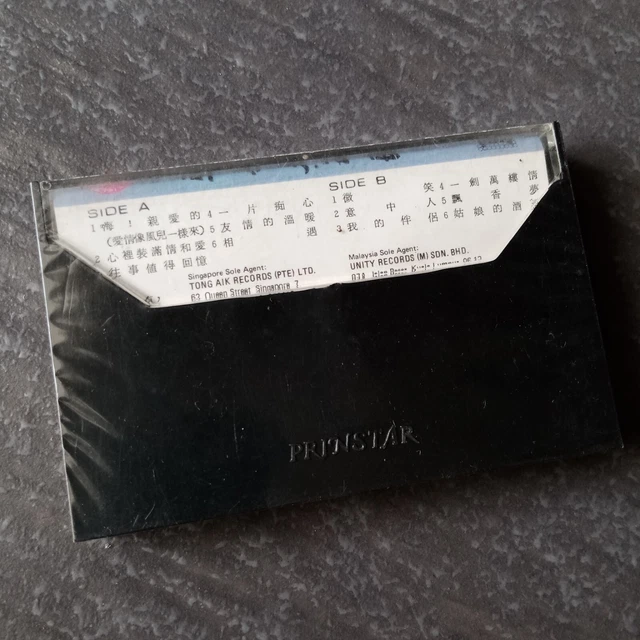 SIDE A
1 悔！親愛的 4 一片痴心
(愛情像風兒一樣來) 5 友情的溫暖
2 心裡裝滿情和愛 6 相遇
往事値得回憶
Singapore Sole Agent:
TONG AIK RECORDS (PTE) LTD.
63 Queen Street Singapore 7
SIDE B
1 微笑 4 一劍萬樓情
2 意中人 5 飄香夢
3 我的伴侶 6 姑娘的酒
Malaysia Sole Agent:
UNITY RECORDS (M) SDN. BHD.
PRINSTAR